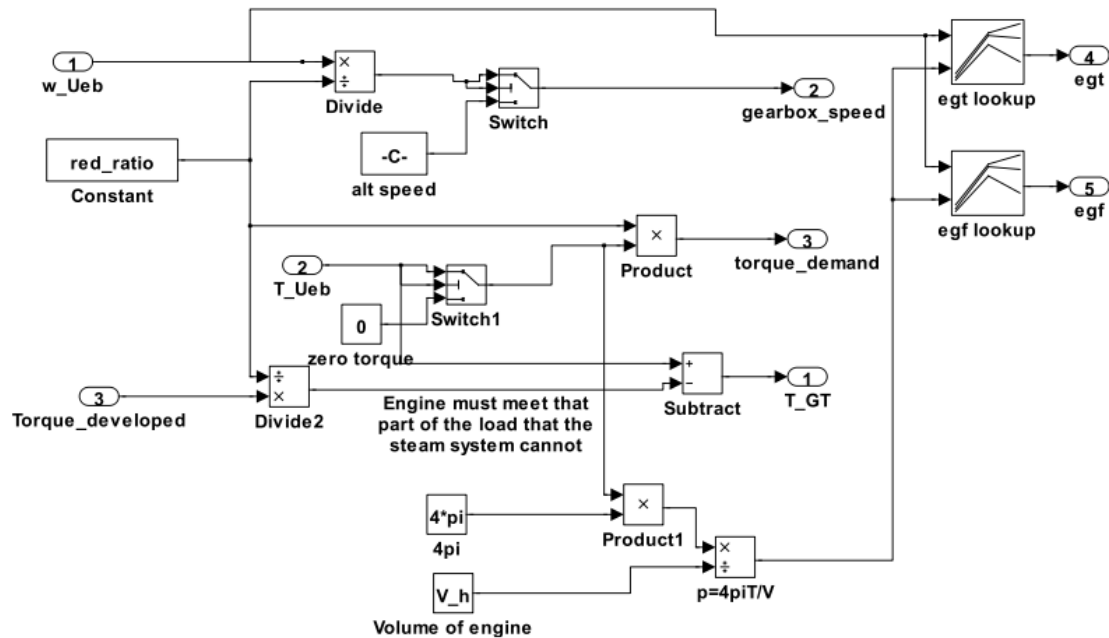 1
w_Ueb
×
÷
Divide
Switch
2
gearbox_speed
egt lookup
4
egt
red_ratio
Constant
-C-
alt speed
egf lookup
5
egf
2
T_Ueb
Switch1
×
Product
3
torque_demand
0
zero torque
3
Torque_developed
÷
×
Divide2
Engine must meet that
part of the load that the
steam system cannot
+
−
Subtract
1
T_GT
4*pi
4pi
×
Product1
×
÷
p=4piT/V
V_h
Volume of engine